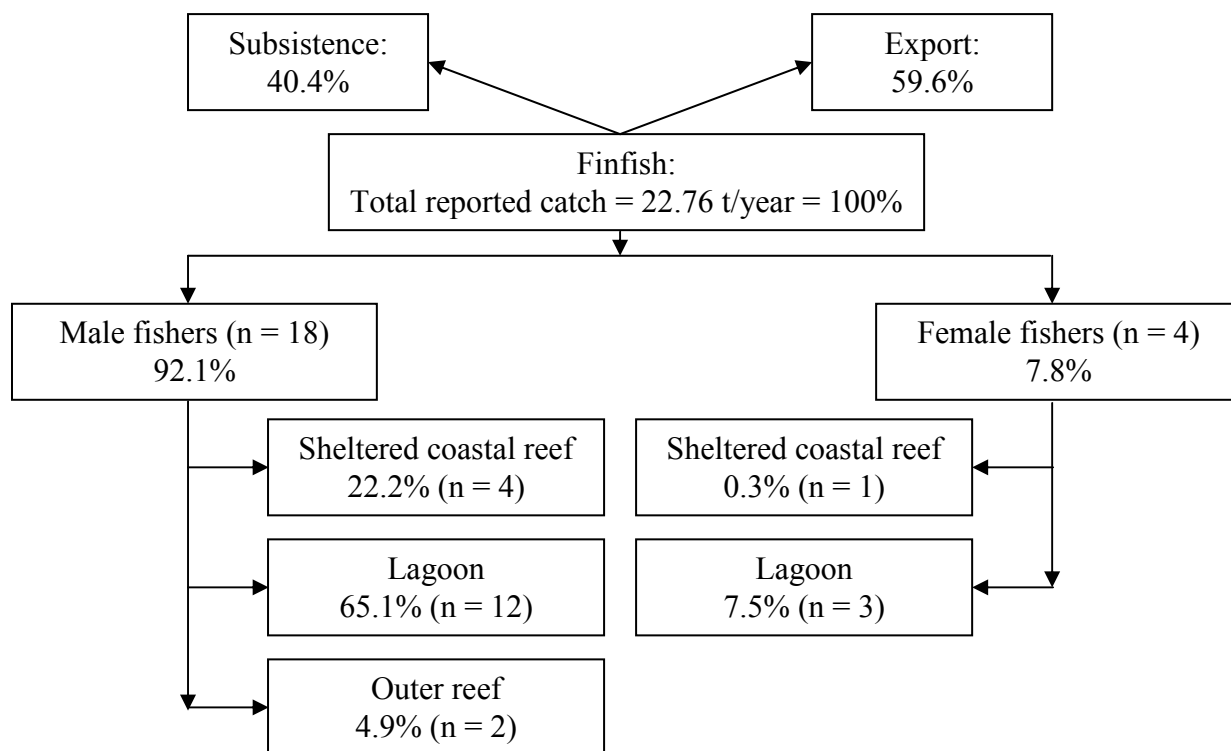 Subsistence:
40.4%
Export:
59.6%
Finfish:
Total reported catch = 22.76 t/year = 100%
Male fishers (n = 18)
92.1%
Female fishers (n = 4)
7.8%
Sheltered coastal reef
22.2% (n = 4)
Sheltered coastal reef
0.3% (n = 1)
Lagoon
65.1% (n = 12)
Lagoon
7.5% (n = 3)
Outer reef
4.9% (n = 2)